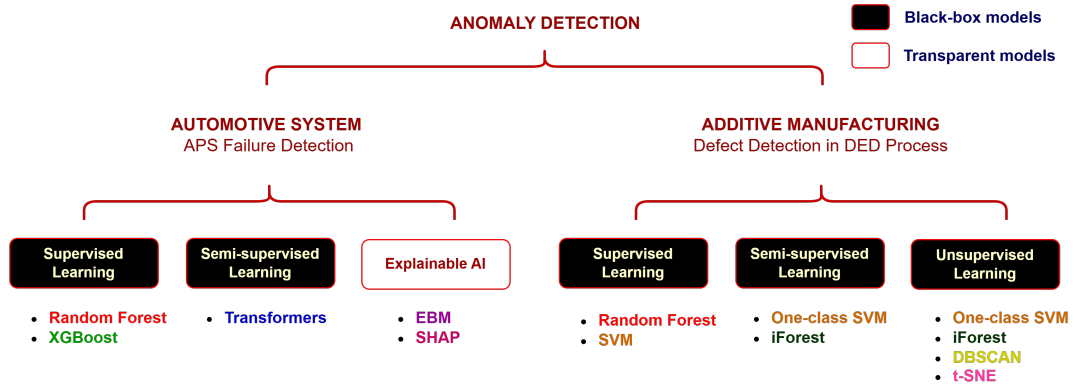 ANOMALY DETECTION
Black-box models
Transparent models
AUTOMOTIVE SYSTEM
APS Failure Detection
ADDITIVE MANUFACTURING
Defect Detection in DED Process
Supervised
Learning
Semi-supervised
Learning
Explainable AI
Supervised
Learning
Semi-supervised
Learning
Unsupervised
Learning
• Random Forest
• XGBoost
• Transformers
• EBM
• SHAP
• Random Forest
• SVM
• One-class SVM
• iForest
• One-class SVM
• iForest
• DBSCAN
• t-SNE